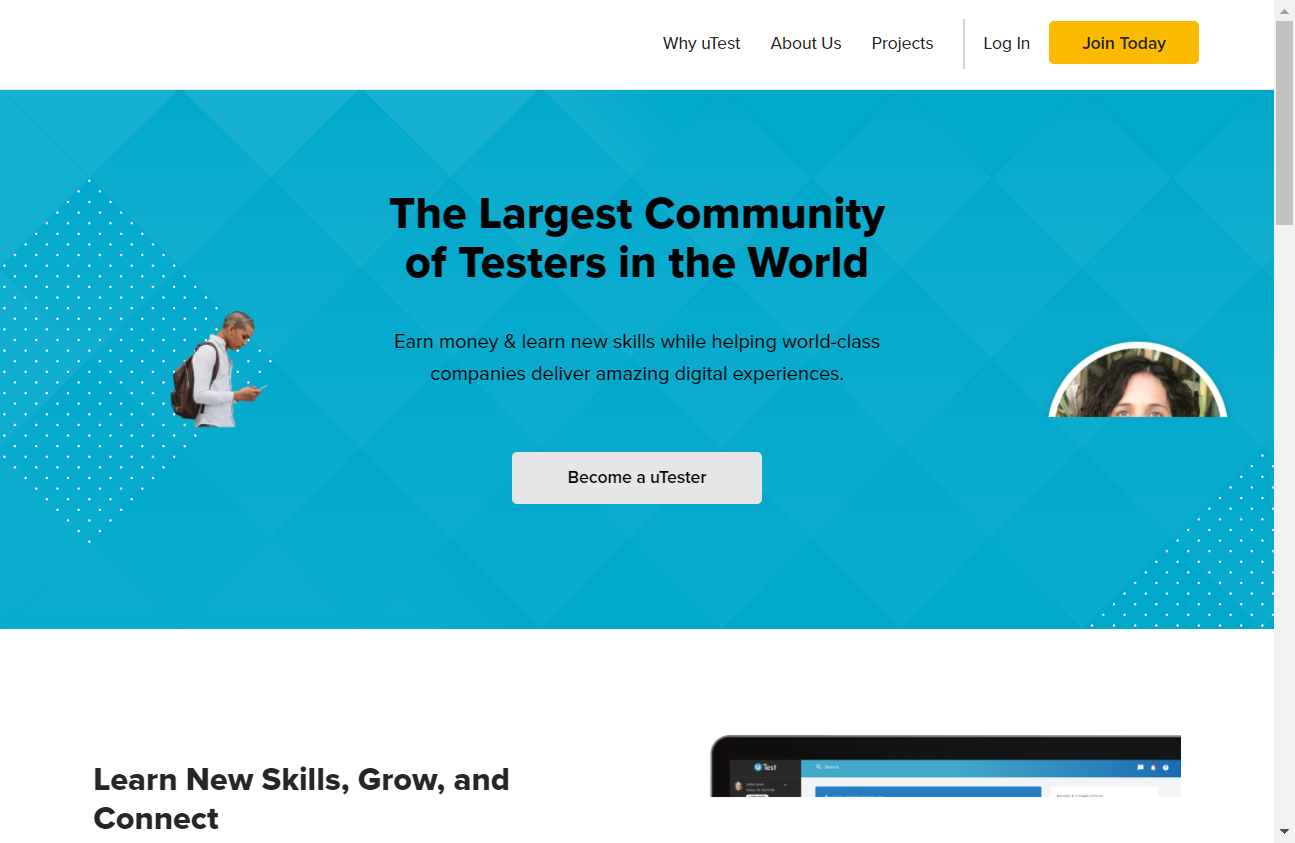 Why uTest
About Us
Projects
Log In
Join Today
The Largest Community
of Testers in the World
Earn money & learn new skills while helping world-class
companies deliver amazing digital experiences.
Become a uTester
Learn New Skills, Grow, and
Connect
uTest
Search